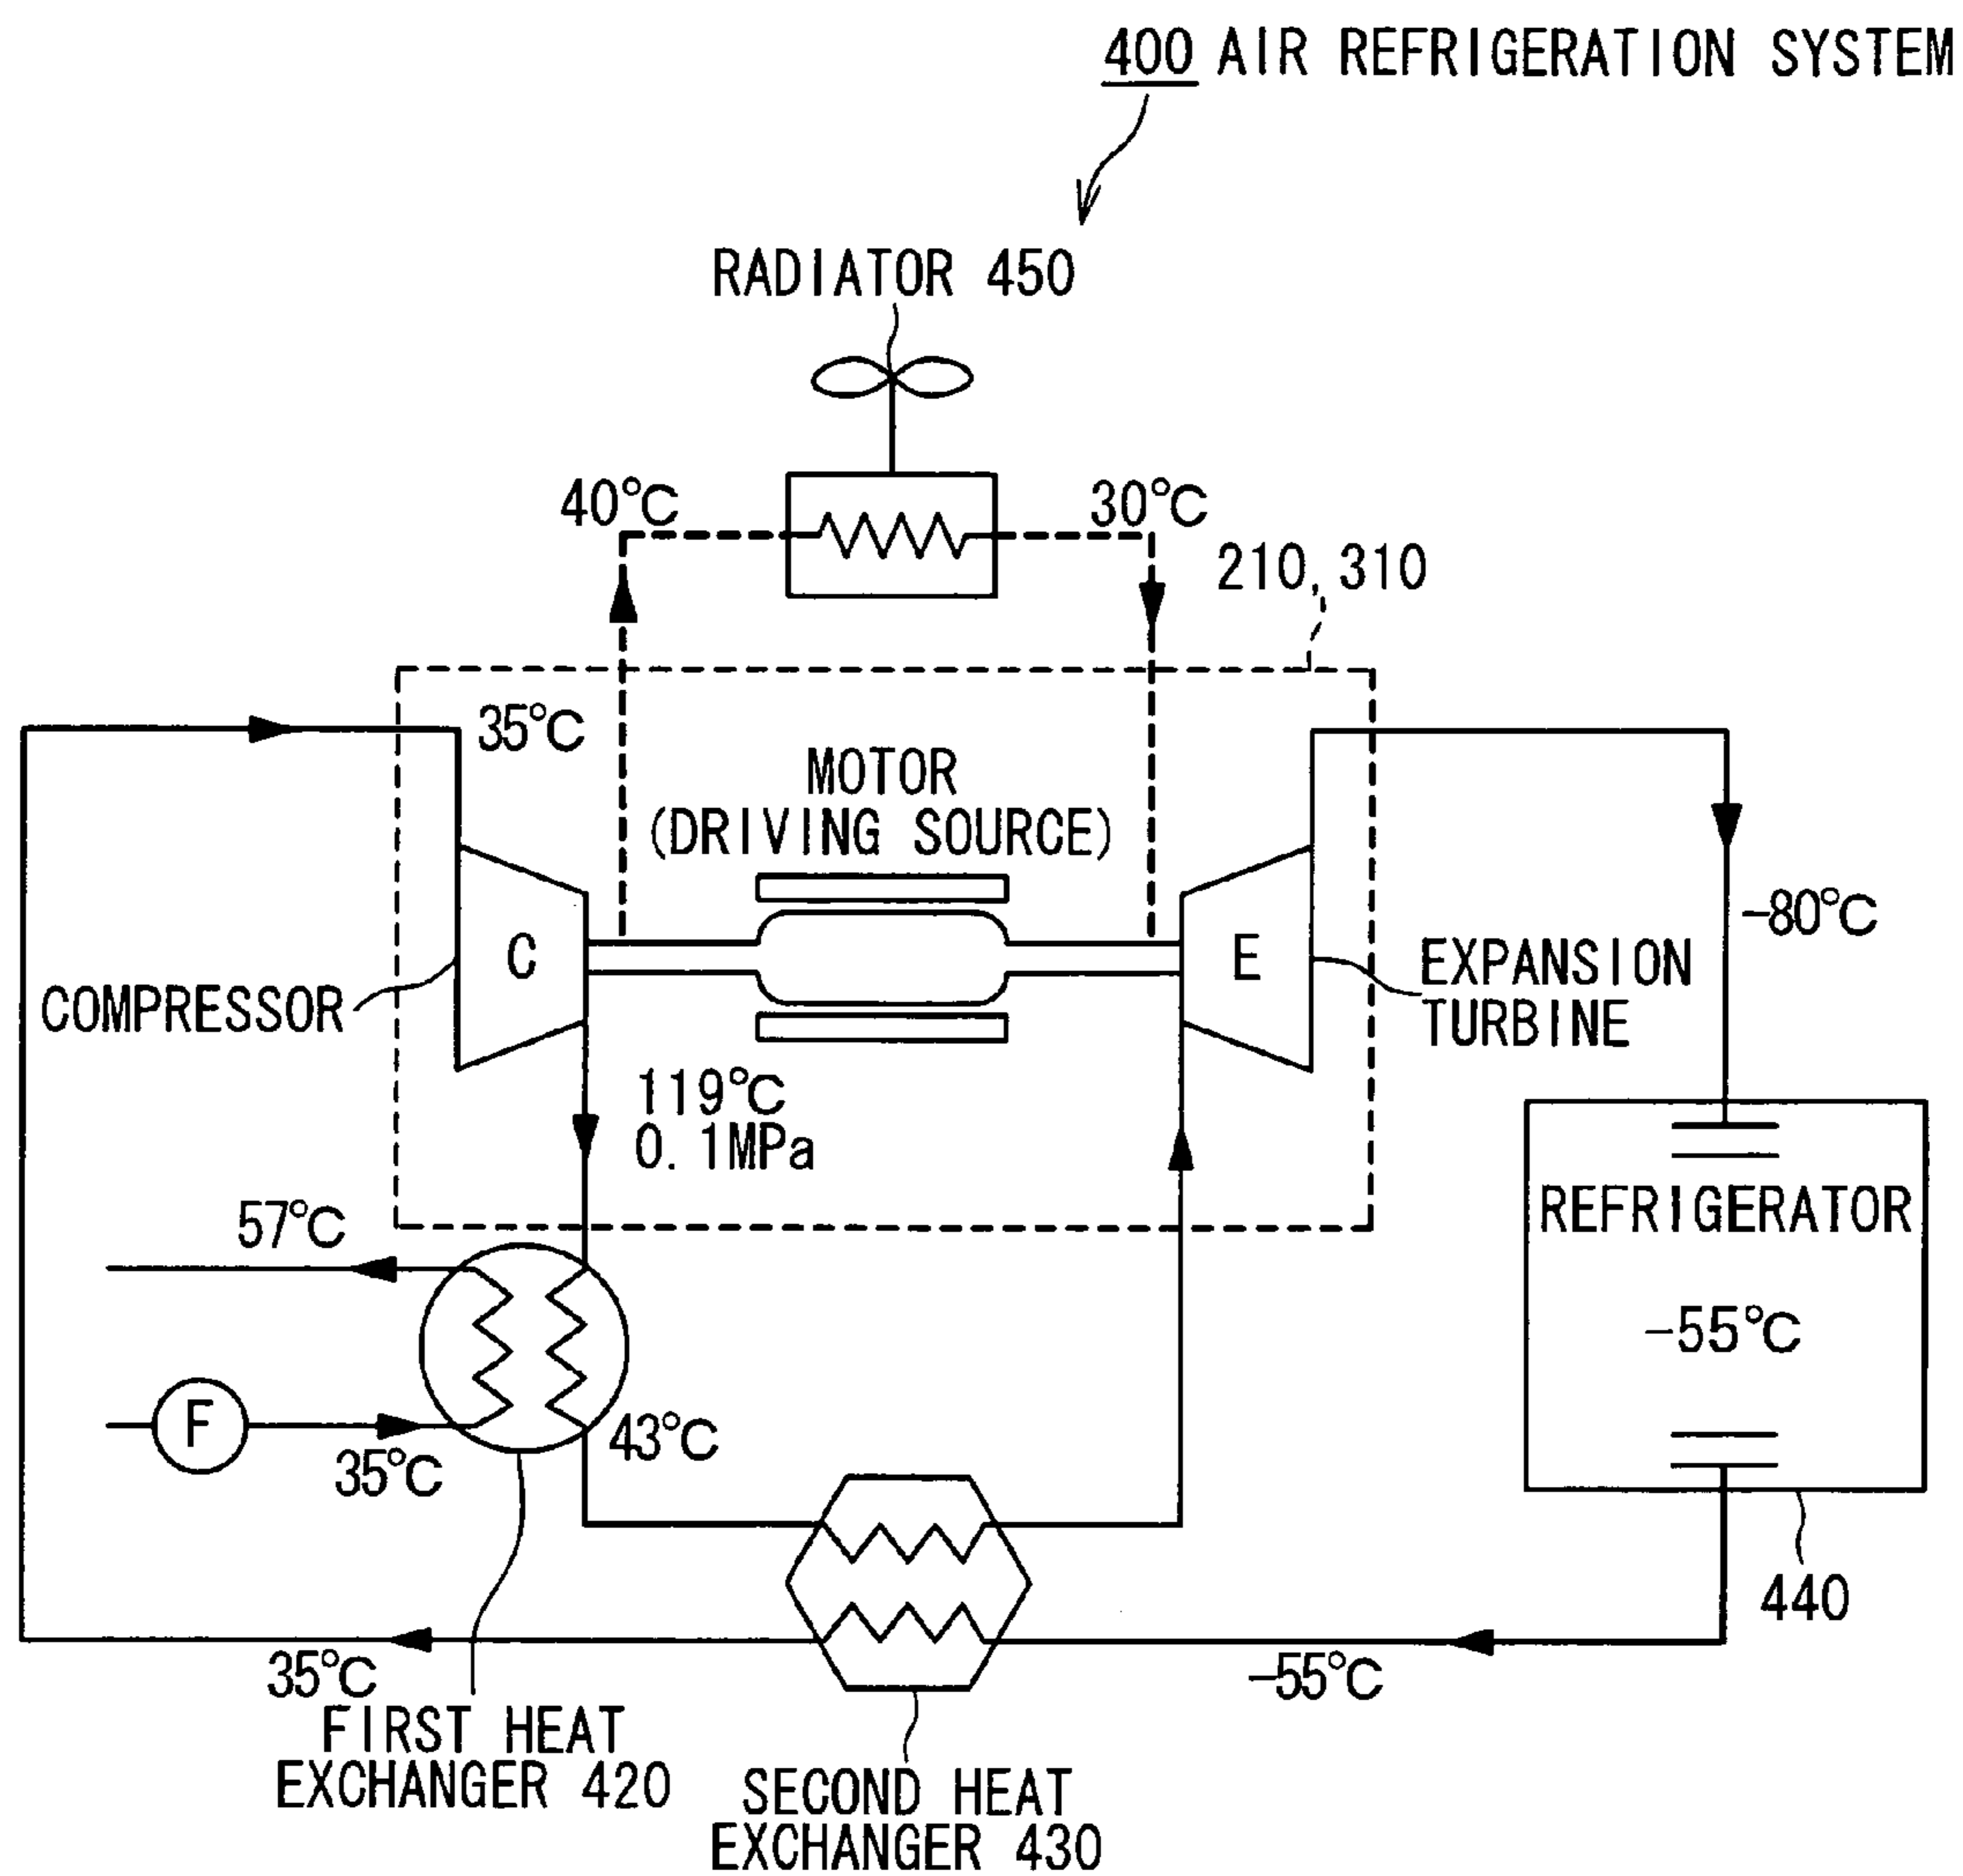 400 AIR REFRIGERATION SYSTEM
RADIATOR 450
40°C
30°C
210, 310
35°C
MOTOR
(DRIVING SOURCE)
-80°C
C
E
COMPRESSOR
EXPANSION
TURBINE
119°C
0.1MPa
57°C
REFRIGERATOR
-55°C
F
35°C
43°C
440
35°C
-55°C
FIRST HEAT
EXCHANGER 420
SECOND HEAT
EXCHANGER 430